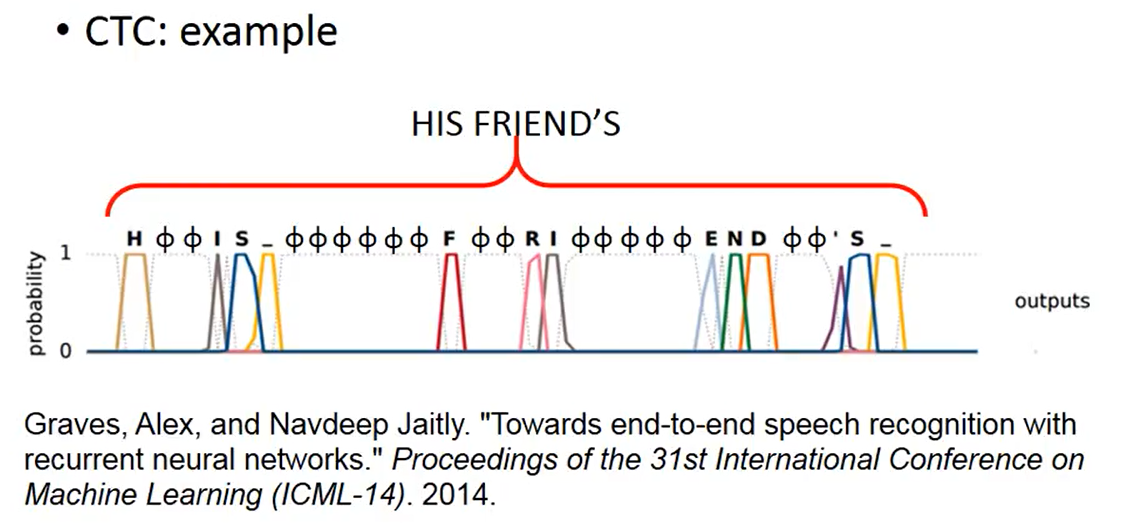 • CTC: example
HIS FRIEND’S
H ϕ ϕ I S _ ϕ ϕ ϕ ϕ ϕ ϕ F ϕ ϕ R I ϕ ϕ ϕ ϕ ϕ E N D ϕ ϕ ' S _
probability
1
0
outputs
Graves, Alex, and Navdeep Jaitly. "Towards end-to-end speech recognition with
recurrent neural networks." Proceedings of the 31st International Conference on
Machine Learning (ICML-14). 2014.